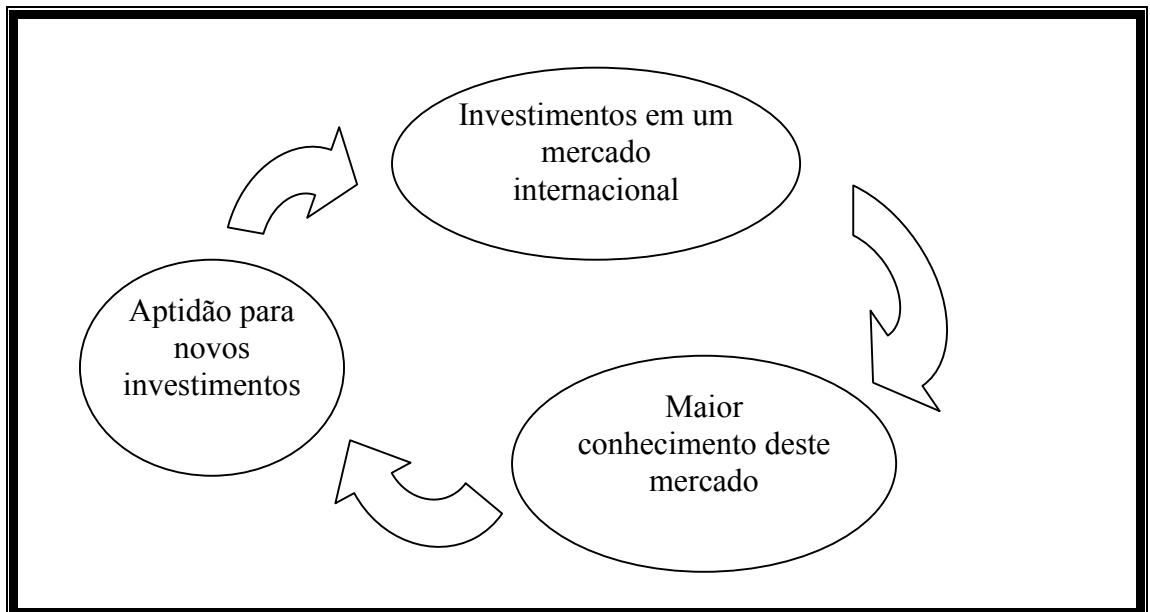 Investimentos em um
mercado
internacional
Maior
conhecimento deste
mercado
Aptidão para
novos
investimentos